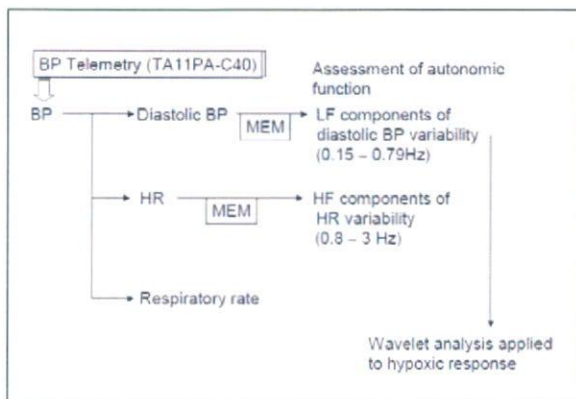 BP Telemetry (TA11PA-C40)
Assessment of autonomic
function
BP
Diastolic BP
MEM
LF components of
diastolic BP variability
(0.15 – 0.79Hz)
HR
MEM
HF components of
HR variability
(0.8 – 3 Hz)
Respiratory rate
Wavelet analysis applied
to hypoxic response